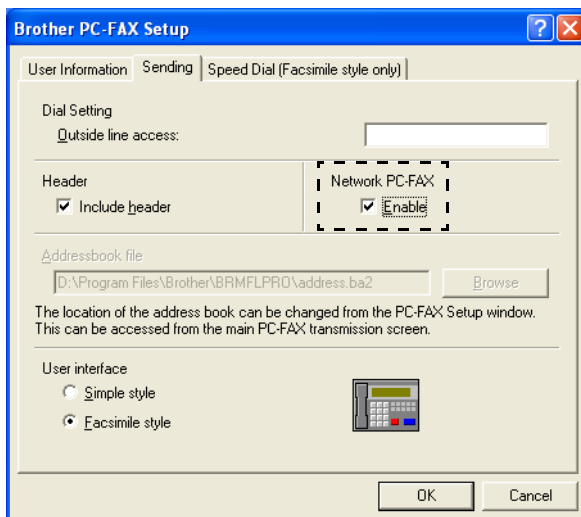 Brother PC-FAX Setup
User Information Sending Speed Dial (Facsimile style only)
Dial Setting
Outside line access:
Header Network PC-FAX
Include header Enable
Addressbook file
D:\Program Files\Brother\BRMFLPRO\address.ba2 Browse
The location of the address book can be changed from the PC-FAX Setup window.
This can be accessed from the main PC-FAX transmission screen.
User interface
Simple style
Facsimile style
OK Cancel